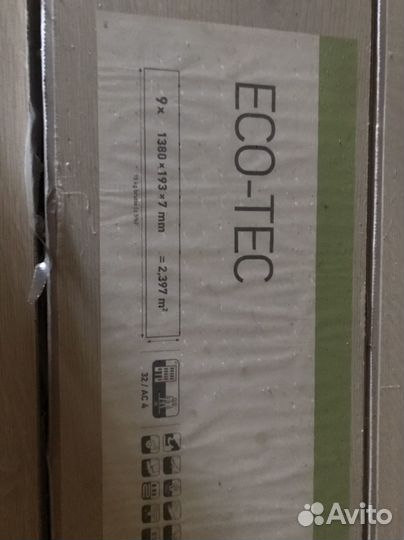 ECO-TEC
9 x 1380 x 193 x 7 mm = 2,397 m²
32 / AC 4
Avito